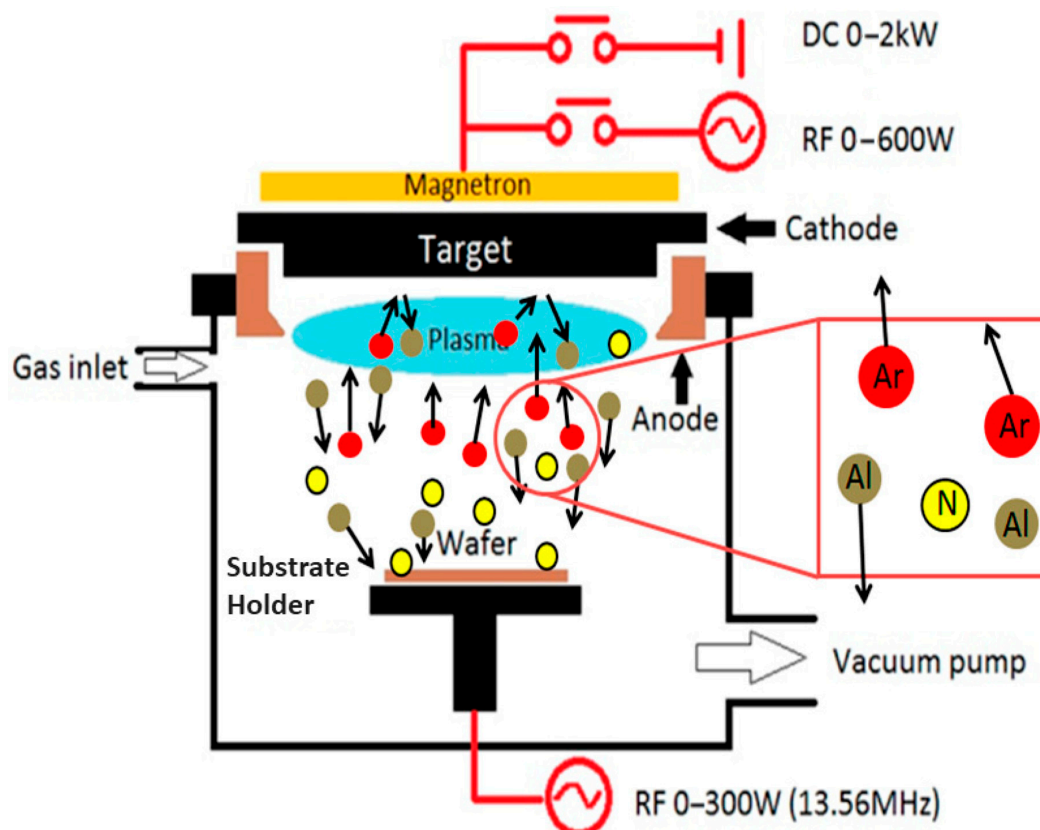 DC 0–2kW
RF 0–600W
Magnetron
Target
Cathode
Plasma
Gas inlet
Anode
Ar
Ar
Al
N
Al
Wafer
Substrate
Holder
Vacuum pump
RF 0–300W (13.56MHz)